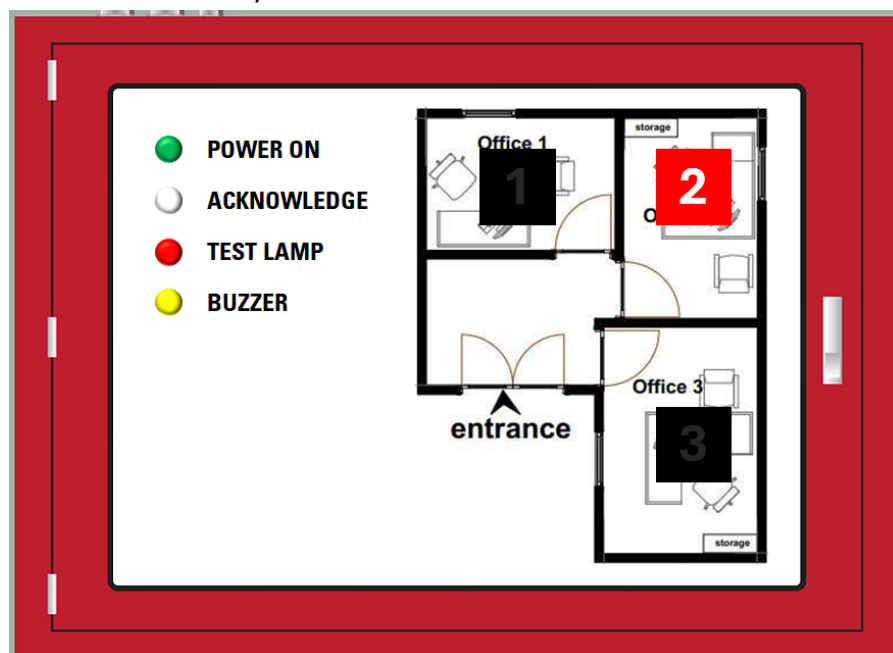 POWER ON
ACKNOWLEDGE
TEST LAMP
BUZZER
Office 1
1
storage
2
entrance
Office 3
3
storage